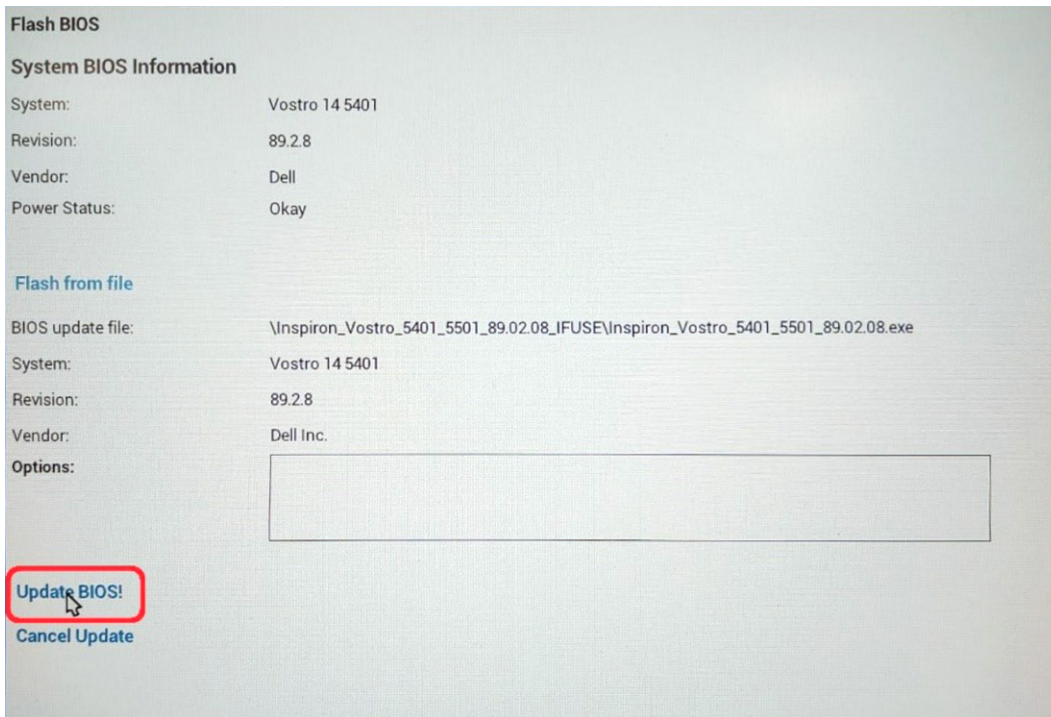 Flash BIOS
System BIOS Information
System: Vostro 14 5401
Revision: 89.2.8
Vendor: Dell
Power Status: Okay
Flash from file
BIOS update file: \Inspiron_Vostro_5401_5501_89.02.08_IFUSE\Inspiron_Vostro_5401_5501_89.02.08.exe
System: Vostro 14 5401
Revision: 89.2.8
Vendor: Dell Inc.
Options:
Update BIOS!
Cancel Update